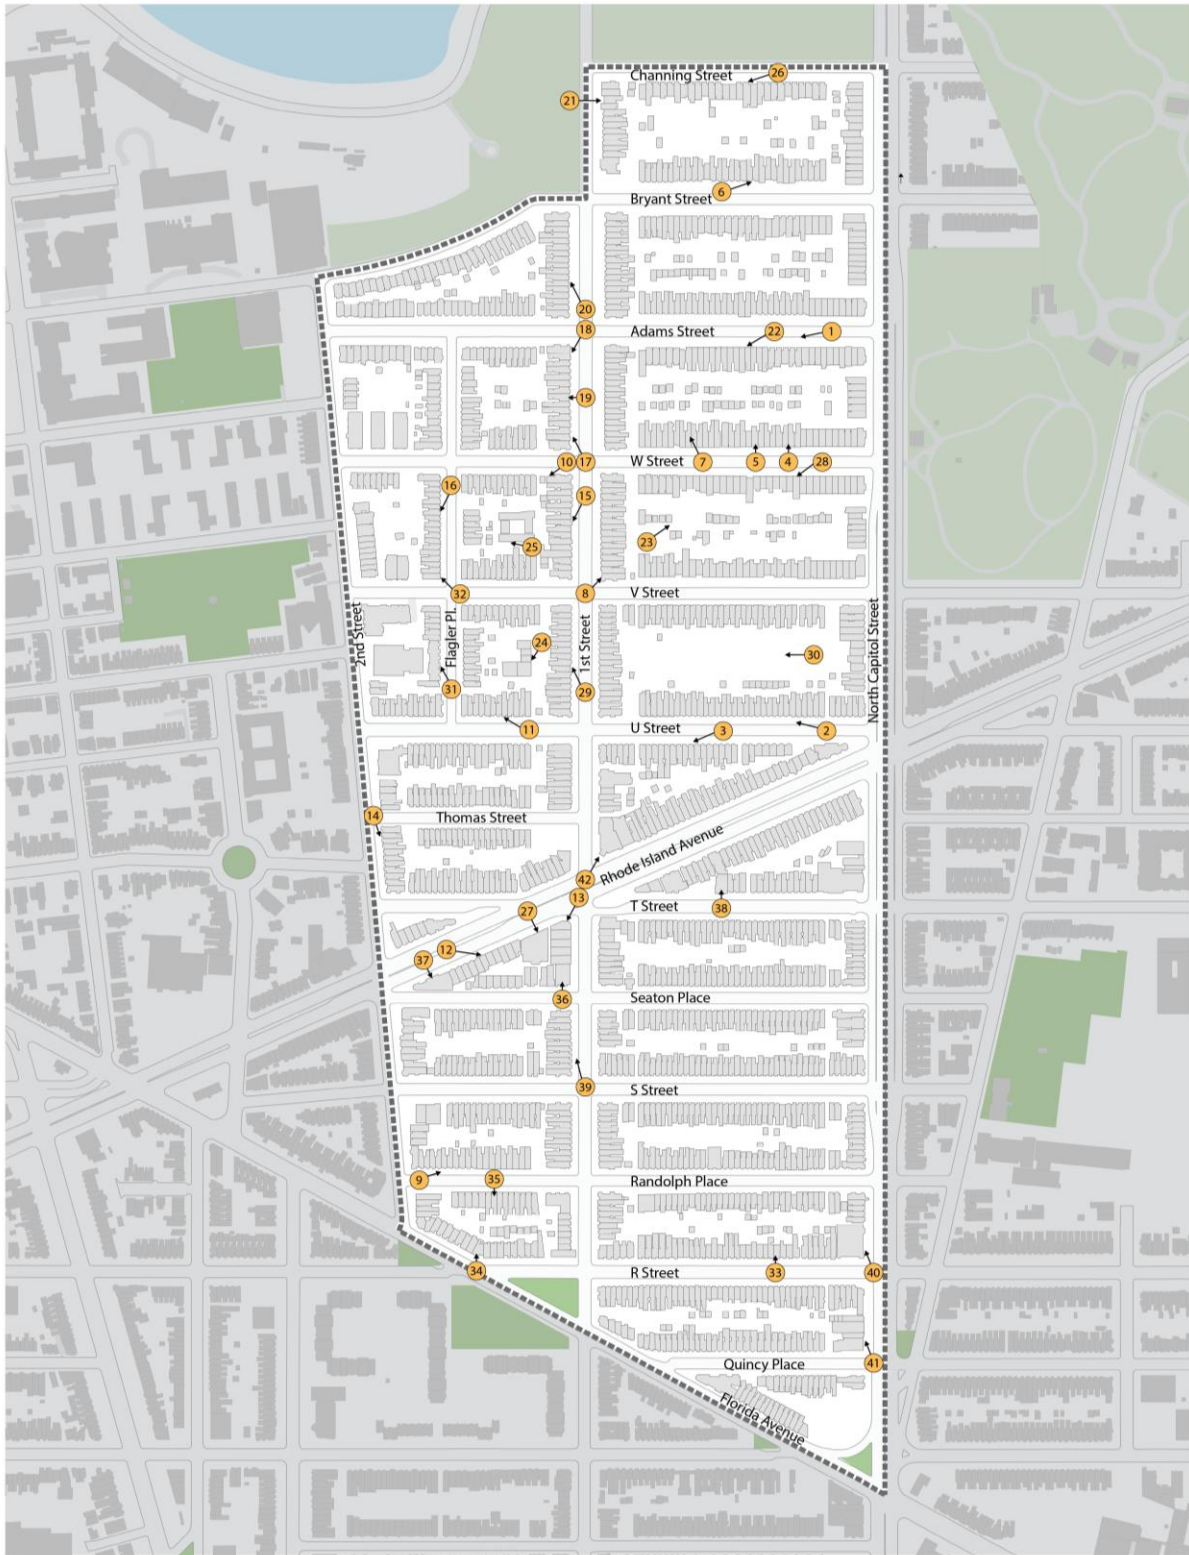 Channing Street
26
21
6
Bryant Street
20
18
Adams Street
22
1
19
10
17
W Street
7
5
4
28
16
15
23
25
32
8
V Street
2nd Street
Flagler Pl.
24
1st Street
30
North Capitol Street
31
29
11
U Street
3
2
14
Thomas Street
42
Rhode Island Avenue
13
27
T Street
38
12
37
36
Seaton Place
39
S Street
9
35
Randolph Place
34
R Street
33
40
Quincy Place
41
Florida Avenue